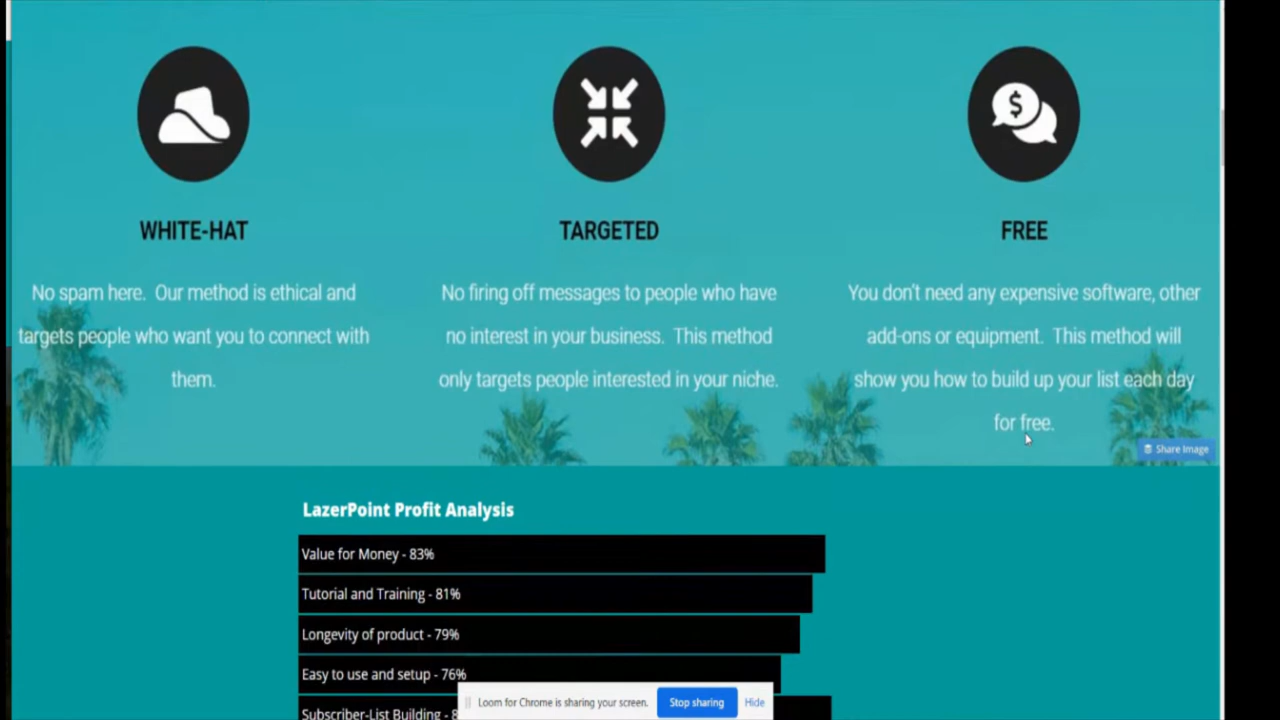 WHITE-HAT
No spam here. Our method is ethical and
targets people who want you to connect with
them.
TARGETED
No firing off messages to people who have
no interest in your business. This method
only targets people interested in your niche.
$
FREE
You don't need any expensive software, other
add-ons or equipment. This method will
show you how to build up your list each day
for free.
Share Image
LazerPoint Profit Analysis
Value for Money - 83%
Tutorial and Training - 81%
Longevity of product - 79%
Easy to use and setup - 76%
Subscriber-List Building -
Loom for Chrome is sharing your screen.
Stop sharing
Hide